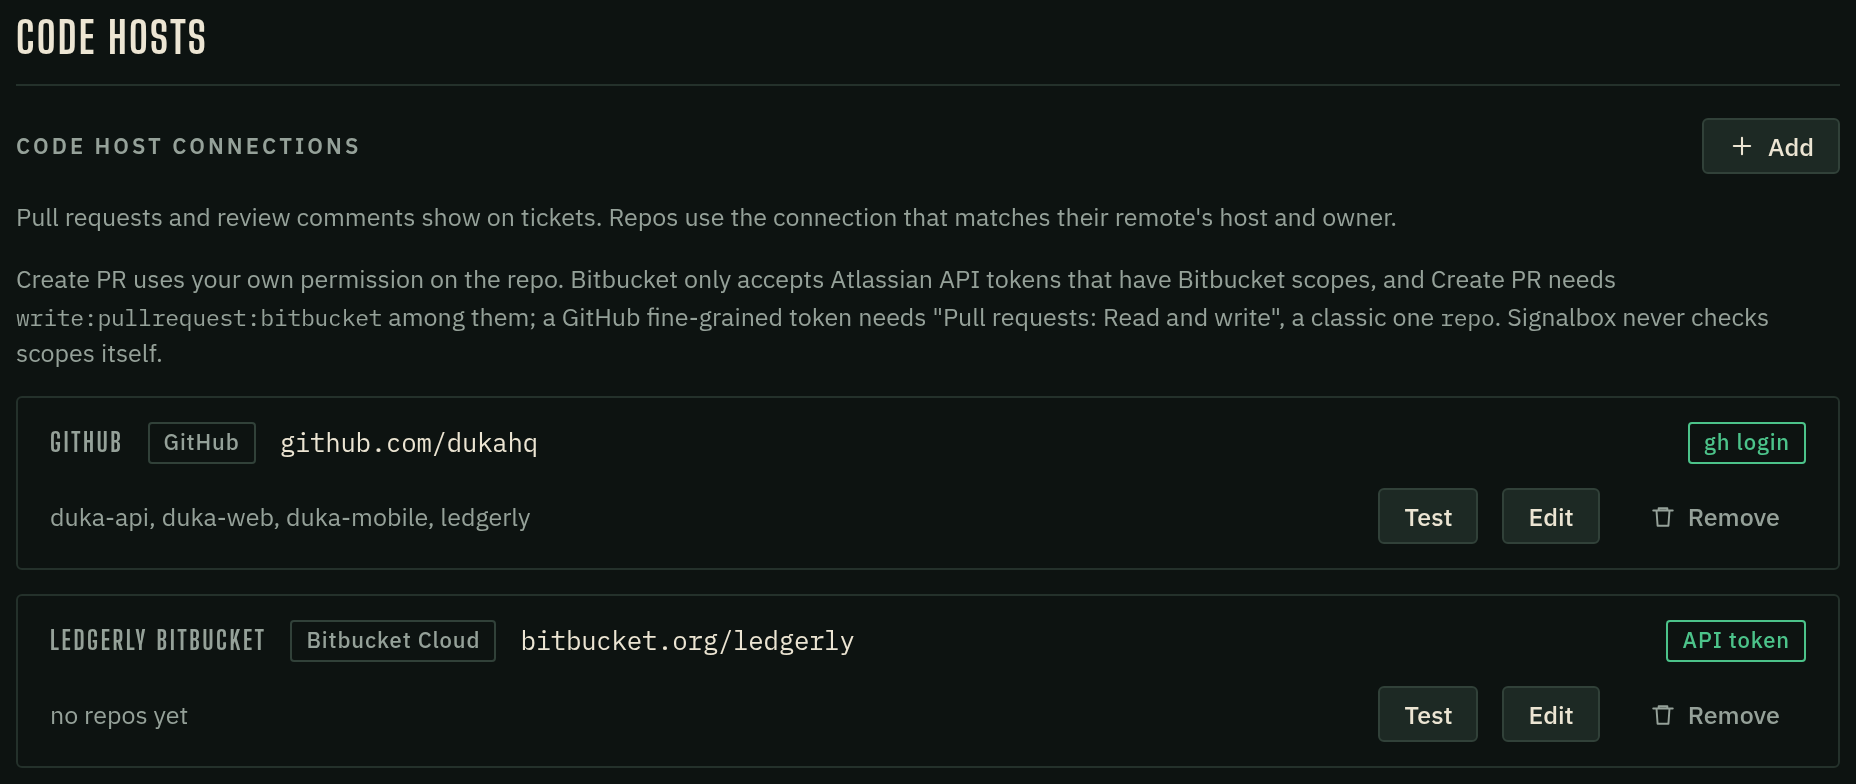 CODE HOSTS
CODE HOST CONNECTIONS
Add
Pull requests and review comments show on tickets. Repos use the connection that matches their remote's host and owner.
Create PR uses your own permission on the repo. Bitbucket only accepts Atlassian API tokens that have Bitbucket scopes, and Create PR needs
write:pullrequest:bitbucket among them; a GitHub fine-grained token needs "Pull requests: Read and write", a classic one repo. Signalbox never checks
scopes itself.
GITHUB GitHub github.com/dukahq gh login
duka-api, duka-web, duka-mobile, ledgerly Test Edit Remove
LEDGERLY BITBUCKET Bitbucket Cloud bitbucket.org/ledgerly API token
no repos yet Test Edit Remove